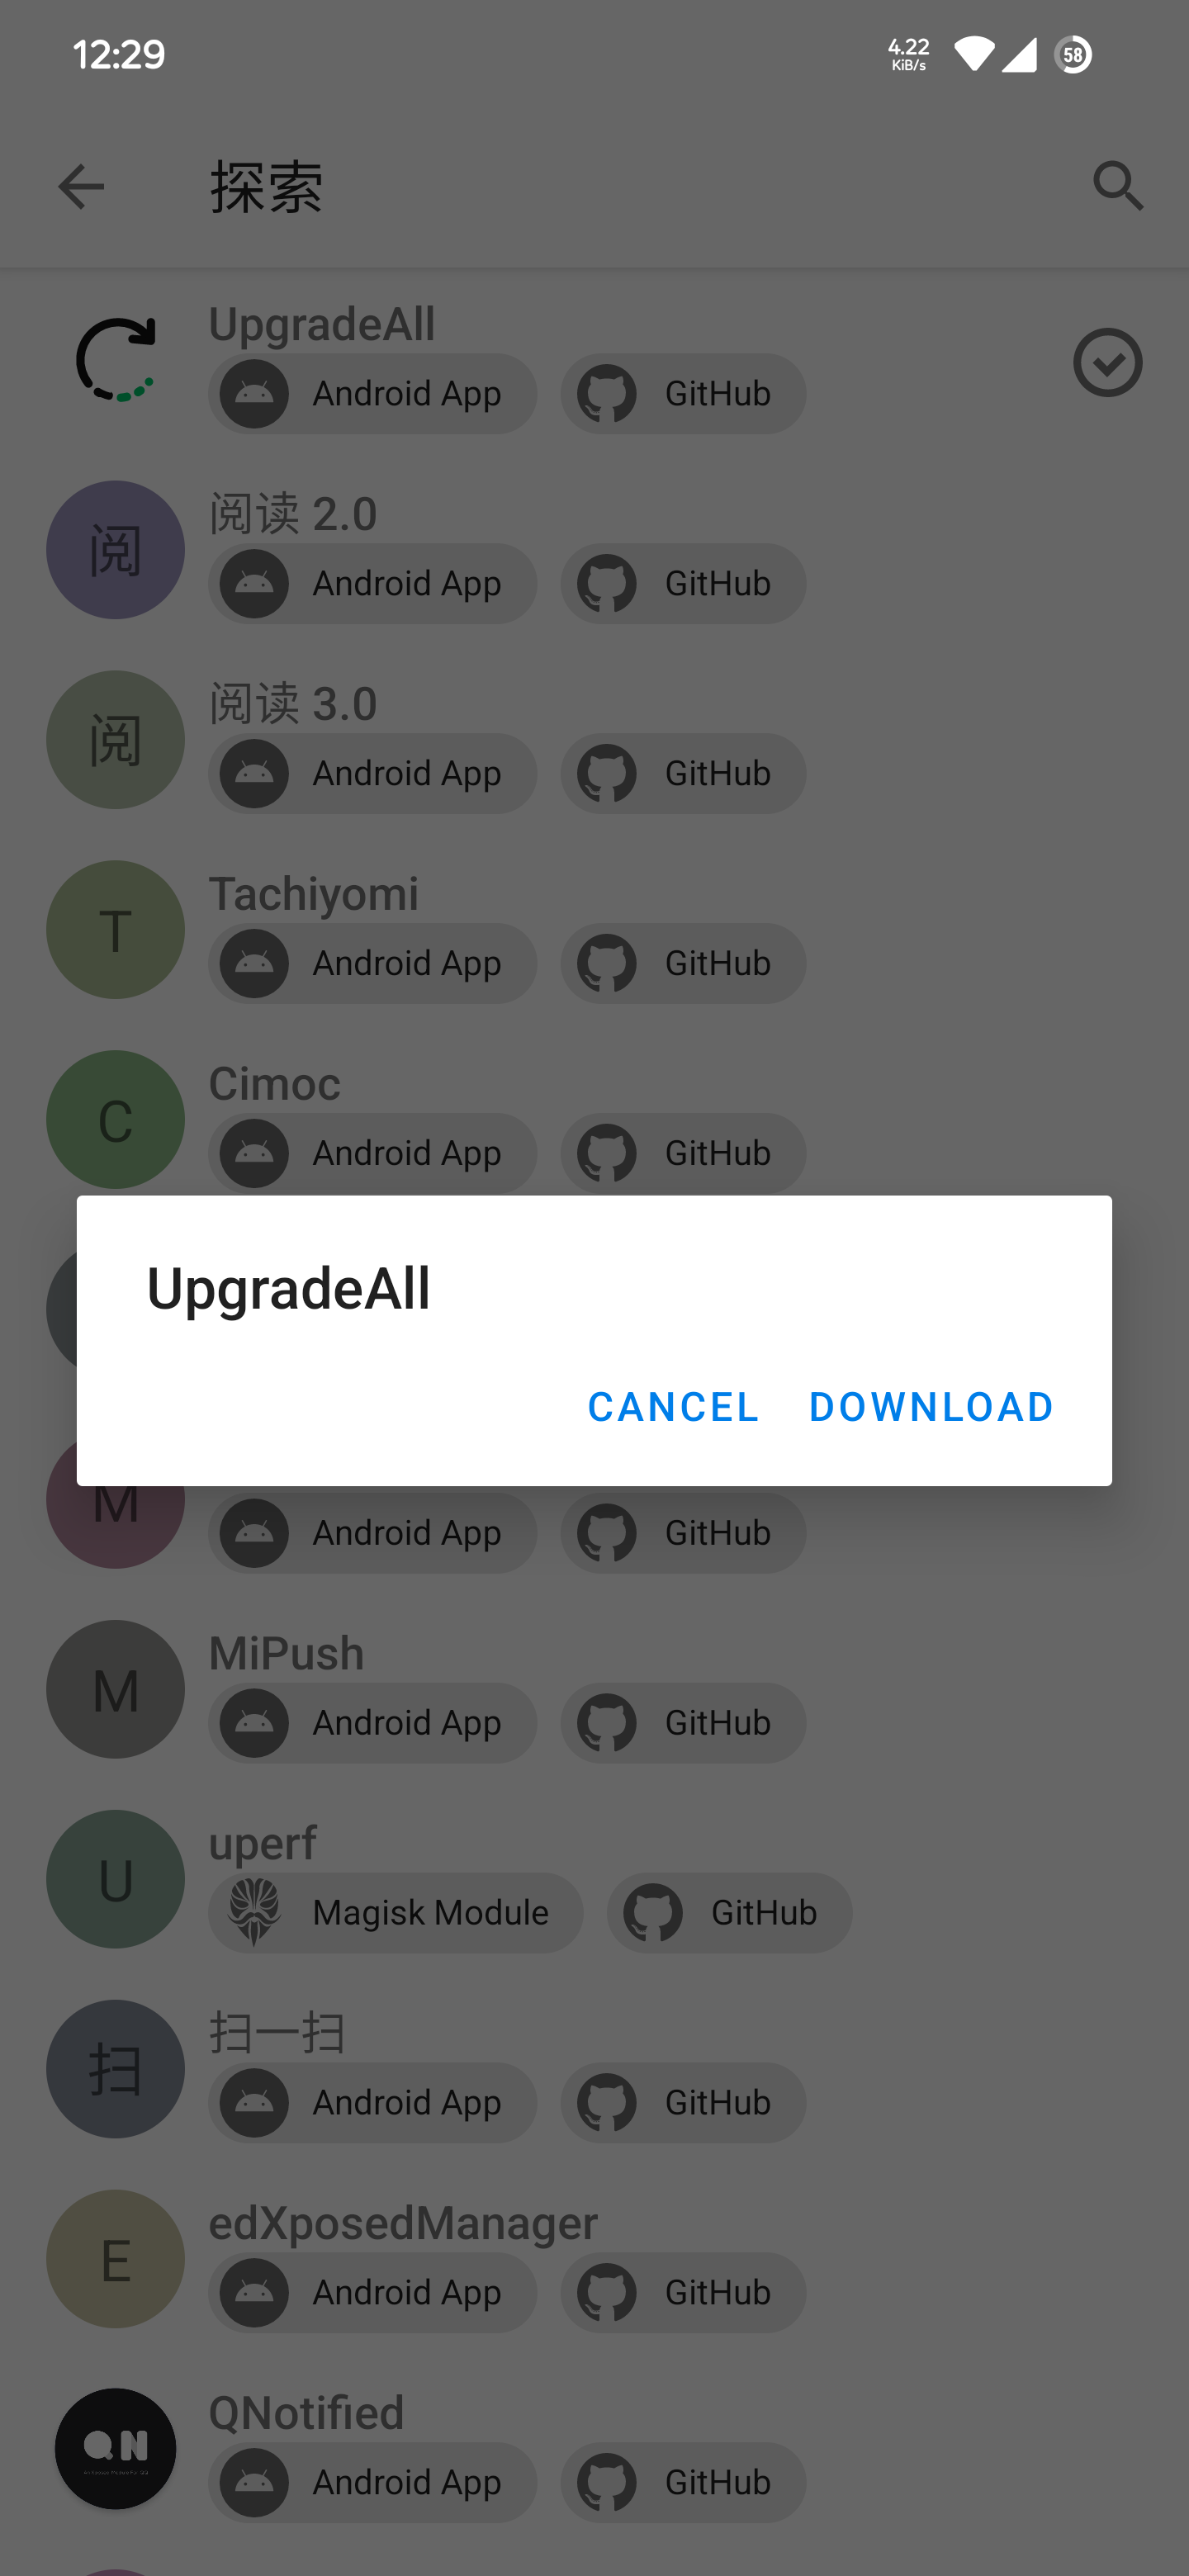 12:29
4.22
KiB/s
58
探索
UpgradeAll
Android App GitHub
阅
阅读 2.0
Android App GitHub
阅
阅读 3.0
Android App GitHub
T
Tachiyomi
Android App GitHub
C
Cimoc
Android App GitHub
UpgradeAll
CANCEL DOWNLOAD
M
Android App GitHub
M
MiPush
Android App GitHub
U
uperf
Magisk Module GitHub
扫
扫一扫
Android App GitHub
E
edXposedManager
Android App GitHub
QN
QNotified
Android App GitHub